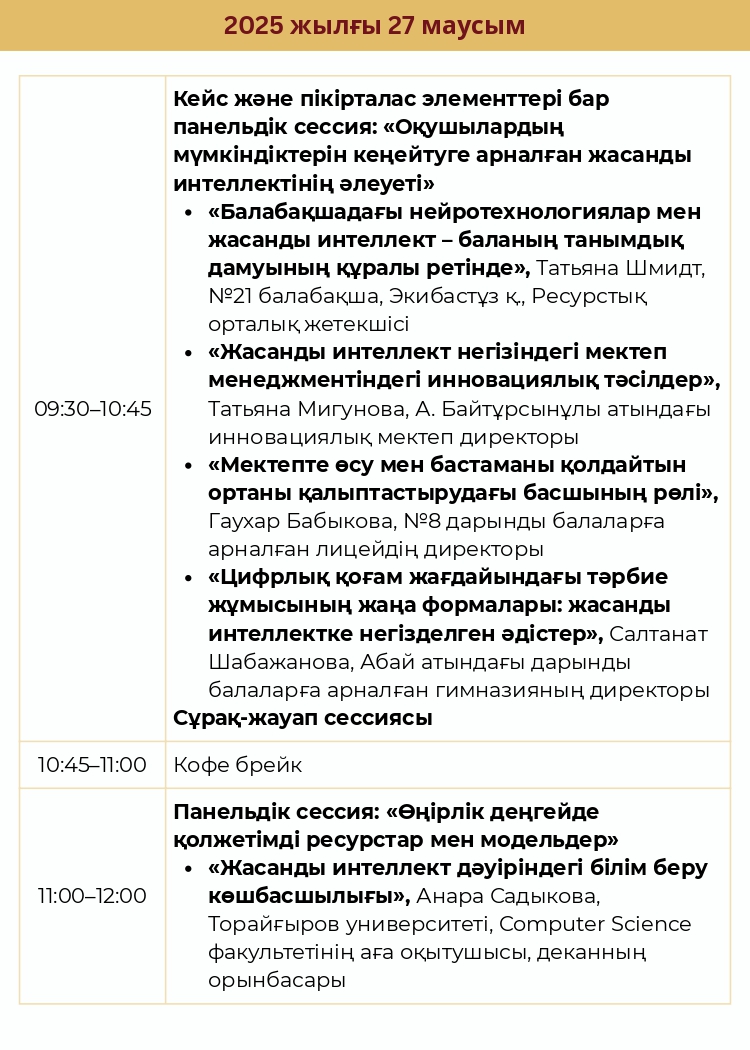 2025 жылғы 27 маусым
09:30–10:45
Кейс және пікірталас элементтері бар
панельдік сессия: «Оқушылардың
мүмкіндіктерін кеңейтуге арналған жасанды
интеллектінің әлеуеті»
• «Балабақшадағы нейротехнологиялар мен
жасанды интеллект – баланың танымдық
дамуының құралы ретінде», Татьяна Шмидт,
№21 балабақша, Экибастұз қ., Ресурстық
орталық жетекшісі
• «Жасанды интеллект негізіндегі мектеп
менеджментіндегі инновациялық тәсілдер»,
Татьяна Мигунова, А. Байтұрсынұлы атындағы
инновациялық мектеп директоры
• «Мектепте өсу мен бастаманы қолдайтын
ортаны қалыптастырудағы басшының рөлі»,
Гаухар Бабыкова, №8 дарынды балаларға
арналған лицейдің директоры
• «Цифрлық қоғам жағдайындағы тәрбие
жұмысының жаңа формалары: жасанды
интеллектке негізделген әдістер», Салтанат
Шабажанова, Абай атындағы дарынды
балаларға арналған гимназияның директоры
Сұрақ-жауап сессиясы
10:45–11:00
Кофе брейк
11:00–12:00
Панельдік сессия: «Өңірлік деңгейде
қолжетімді ресурстар мен модельдер»
• «Жасанды интеллект дәуіріндегі білім беру
көшбасшылығы», Анара Садыкова,
Торайғыров университеті, Computer Science
факультетінің аға оқытушысы, деканның
орынбасары